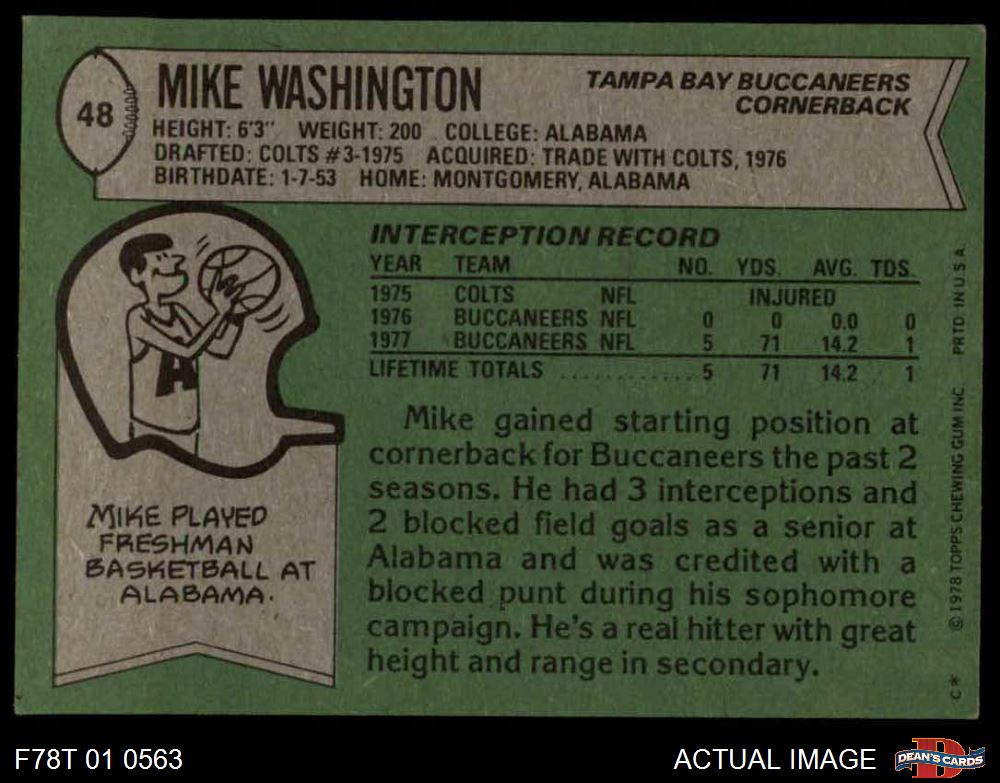 48
MIKE WASHINGTON
TAMPA BAY BUCCANEERS
CORNERBACK
HEIGHT: 6'3" WEIGHT: 200 COLLEGE: ALABAMA
DRAFTED: COLTS #3-1975 ACQUIRED: TRADE WITH COLTS, 1976
BIRTHDATE: 1-7-53 HOME: MONTGOMERY, ALABAMA
A
MIKE PLAYED
FRESHMAN
BASKETBALL AT
ALABAMA.
INTERCEPTION RECORD
YEAR TEAM NO. YDS. AVG. TDS.
1975 COLTS NFL INJURED
1976 BUCCANEERS NFL 0 0 0.0 0
1977 BUCCANEERS NFL 5 71 14.2 1
LIFETIME TOTALS ............ 5 71 14.2 1
Mike gained starting position at
cornerback for Buccaneers the past 2
seasons. He had 3 interceptions and
2 blocked field goals as a senior at
Alabama and was credited with a
blocked punt during his sophomore
campaign. He's a real hitter with great
height and range in secondary.
C* © 1978 TOPPS CHEWING GUM INC PRTD IN U S A.
F78T 01 0563
ACTUAL IMAGE
D
DEAN'S CARDS